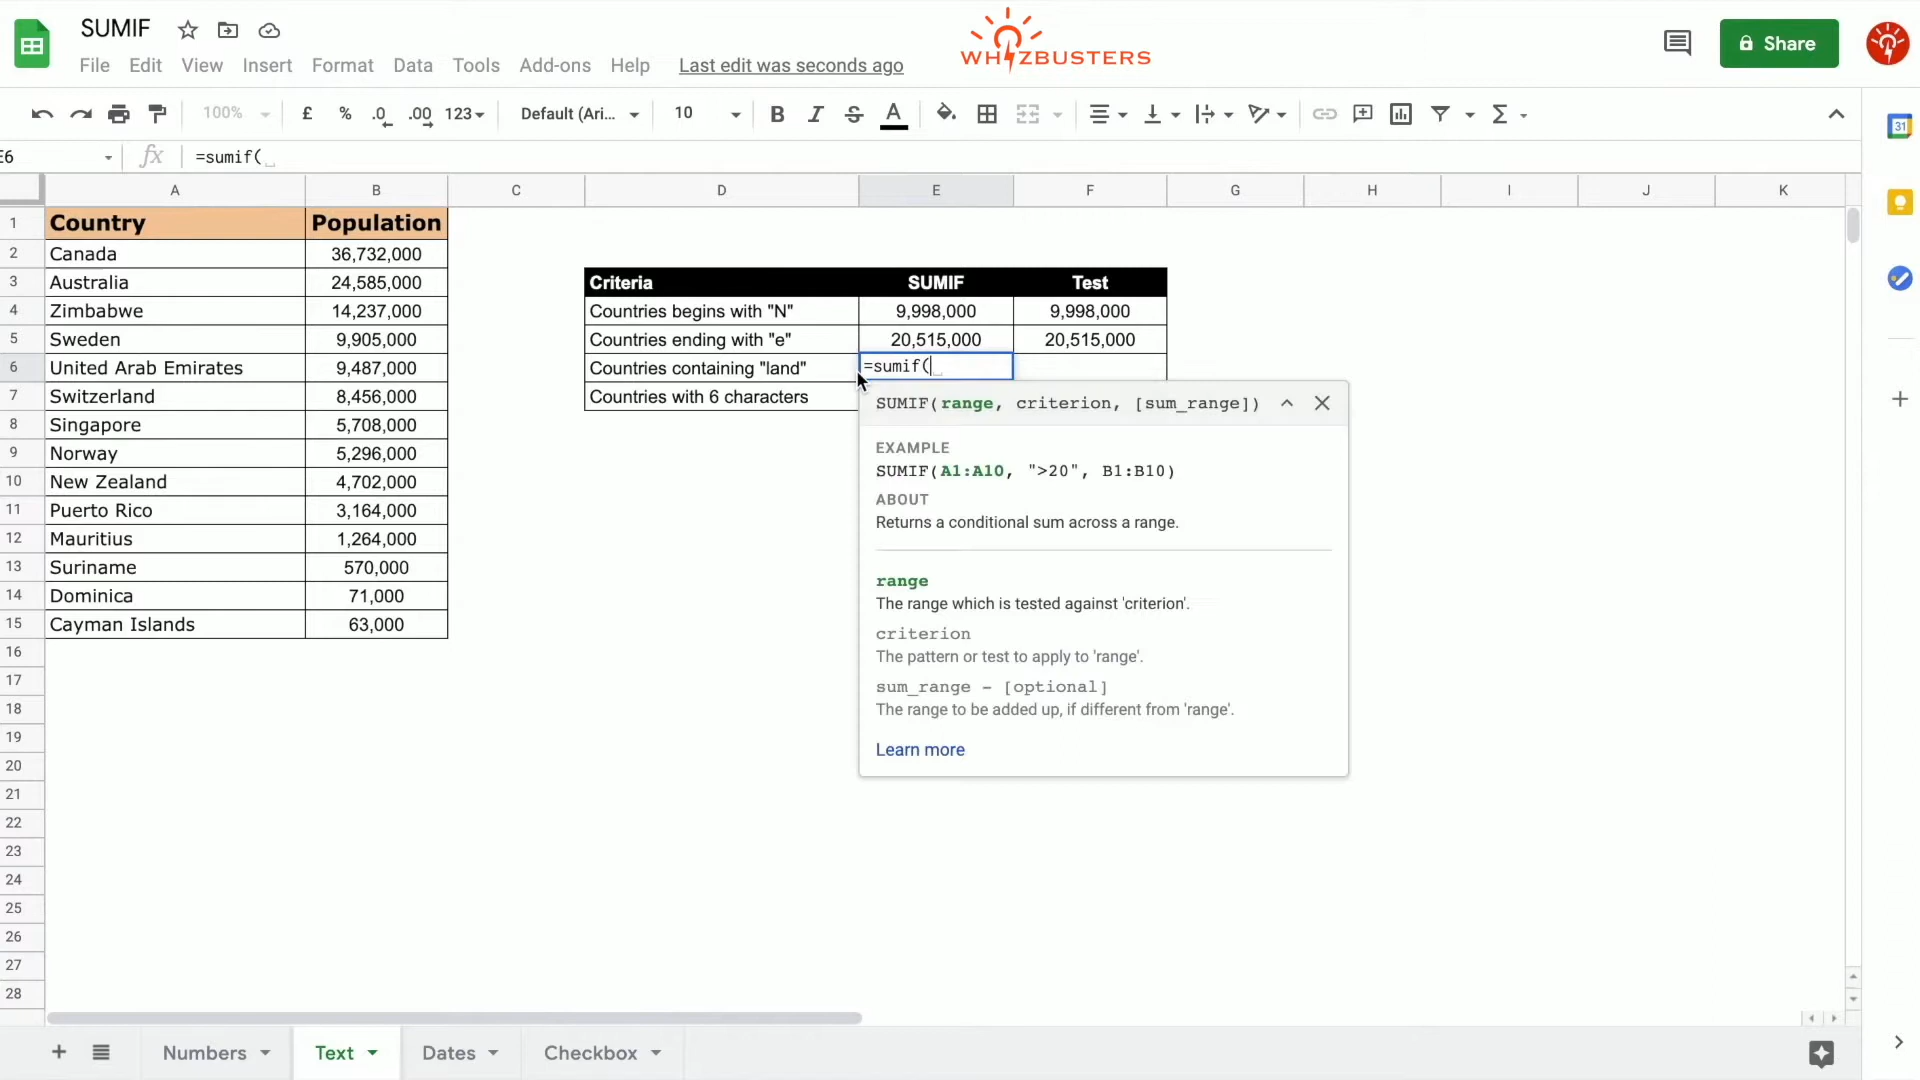 SUMIF
WHIZBUSTERS
Share
File Edit View Insert Format Data Tools Add-ons Help Last edit was seconds ago
100% £ % .0 .00 123 Default (Ari... 10 B I S A Σ
31
E6 fx =sumif(
A B C D E F G H I J K
1 Country Population
2 Canada 36,732,000
3 Australia 24,585,000 Criteria SUMIF Test
4 Zimbabwe 14,237,000 Countries begins with "N" 9,998,000 9,998,000
5 Sweden 9,905,000 Countries ending with "e" 20,515,000 20,515,000
6 United Arab Emirates 9,487,000 Countries containing "land" =sumif(
7 Switzerland 8,456,000 Countries with 6 characters
8 Singapore 5,708,000
9 Norway 5,296,000
10 New Zealand 4,702,000
11 Puerto Rico 3,164,000
12 Mauritius 1,264,000
13 Suriname 570,000
14 Dominica 71,000
15 Cayman Islands 63,000
16
17
18
19
20
21
22
23
24
25
26
27
28
SUMIF(range, criterion, [sum_range])
EXAMPLE
SUMIF(A1:A10, ">20", B1:B10)
ABOUT
Returns a conditional sum across a range.
range
The range which is tested against 'criterion'.
criterion
The pattern or test to apply to 'range'.
sum_range - [optional]
The range to be added up, if different from 'range'.
Learn more
Numbers Text Dates Checkbox